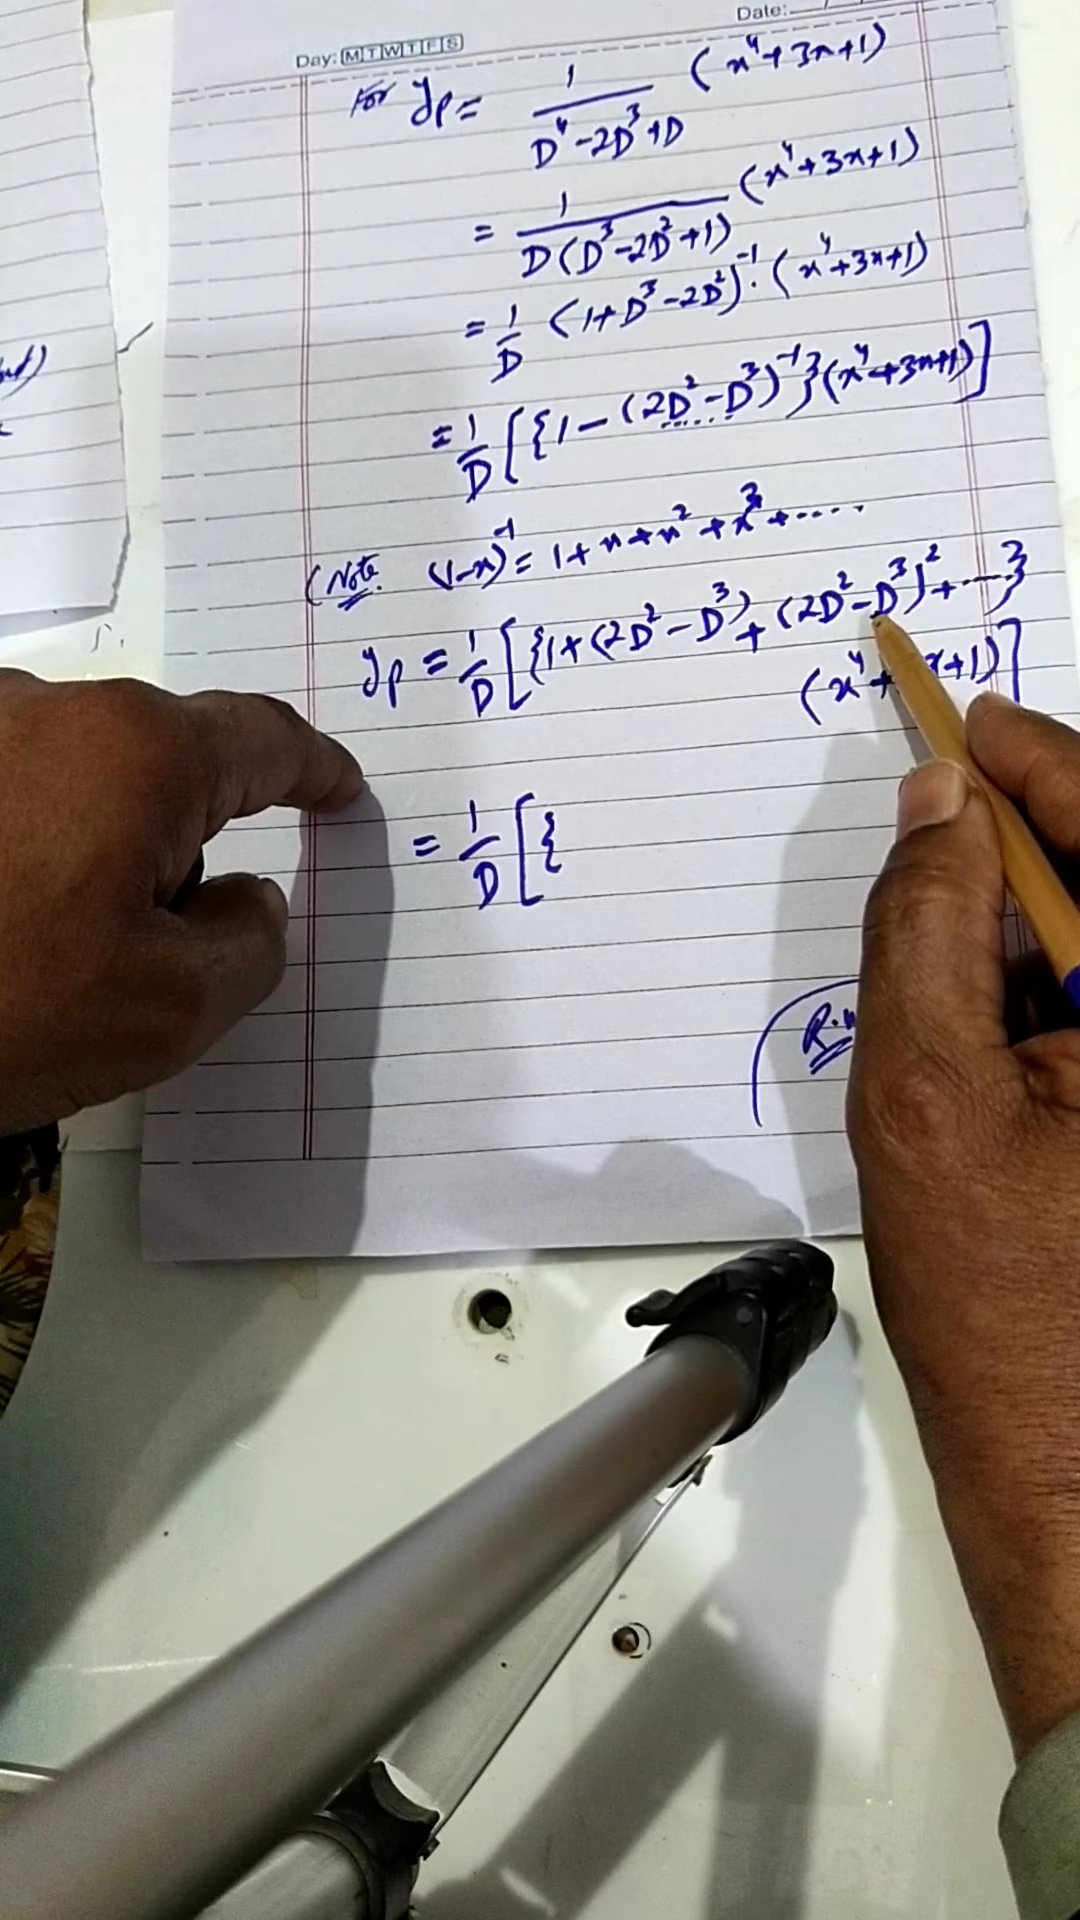 Date:
Day: M T W T F S
For yp = 1/(D⁴-2D³+D) (x⁴+3x+1)
= 1/(D(D³-2D²+1)) (x⁴+3x+1)
= 1/D (1+D³-2D²)⁻¹·(x⁴+3x+1)
= 1/D [{1-(2D²-D³)⁻¹}(x⁴+3x+1)]
(Note. (1-x)⁻¹ = 1+x+x²+x³+....
yp = 1/D [{1+(2D²-D³)+(2D²-D³)²+---}
(x⁴+ x+1)]
= 1/D [{